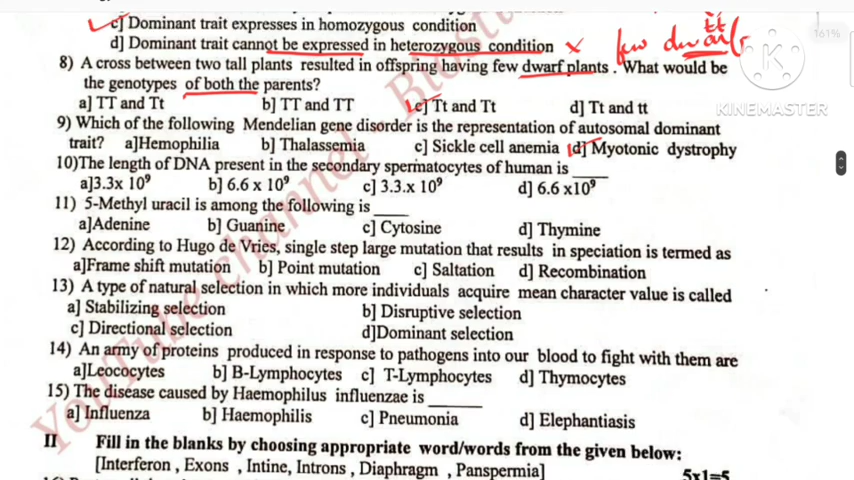 c] Dominant trait expresses in homozygous condition
d] Dominant trait cannot be expressed in heterozygous condition × few dwarf
tt
8) A cross between two tall plants resulted in offspring having few dwarf plants . What would be
the genotypes of both the parents?
a] TT and Tt b] TT and TT c] Tt and Tt d] Tt and tt
9) Which of the following Mendelian gene disorder is the representation of autosomal dominant
trait? a]Hemophilia b] Thalassemia c] Sickle cell anemia d] Myotonic dystrophy
10)The length of DNA present in the secondary spermatocytes of human is ____
a]3.3x 10⁹ b] 6.6 x 10⁹ c] 3.3.x 10⁹ d] 6.6 x10⁹
11) 5-Methyl uracil is among the following is ____
a]Adenine b] Guanine c] Cytosine d] Thymine
12) According to Hugo de Vries, single step large mutation that results in speciation is termed as
a]Frame shift mutation b] Point mutation c] Saltation d] Recombination
13) A type of natural selection in which more individuals acquire mean character value is called
a] Stabilizing selection b] Disruptive selection
c] Directional selection d]Dominant selection
14) An army of proteins produced in response to pathogens into our blood to fight with them are
a]Leococytes b] B-Lymphocytes c] T-Lymphocytes d] Thymocytes
15) The disease caused by Haemophilus influenzae is ____
a] Influenza b] Haemophilis c] Pneumonia d] Elephantiasis
II Fill in the blanks by choosing appropriate word/words from the given below:
[Interferon , Exons , Intine, Introns , Diaphragm , Panspermia] 5x1=5
YouTube channel - Biostu
161%
K
KINEMASTER